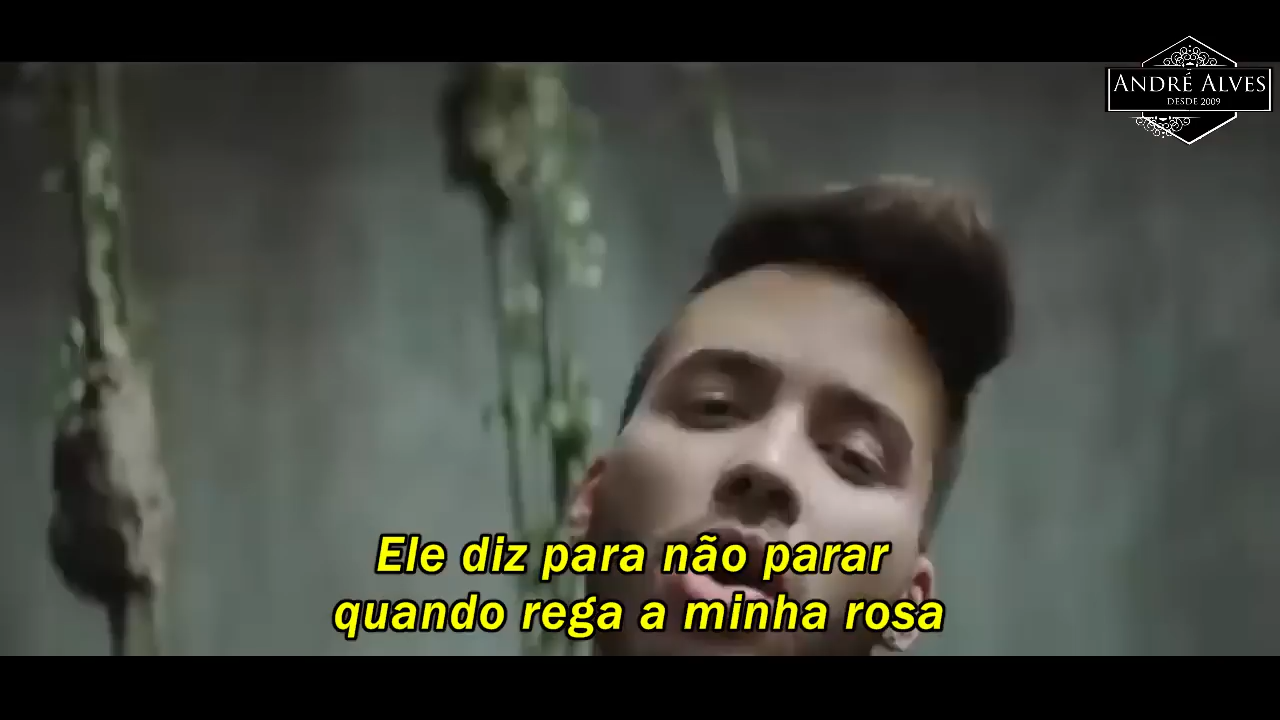 ANDRÉ ALVES
DESDE 2009
Ele diz para não parar
quando rega a minha rosa